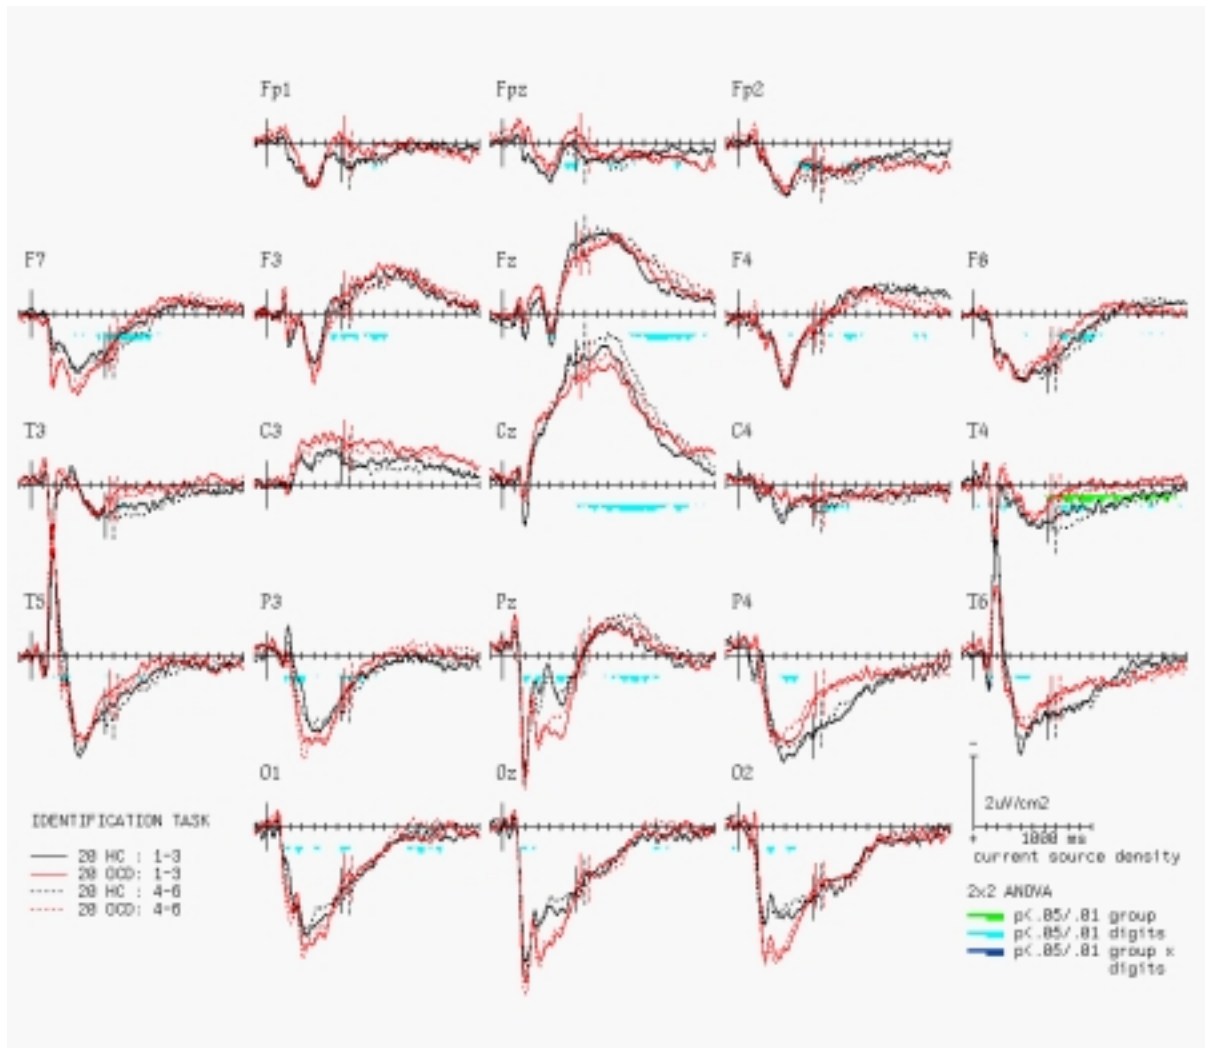 Fp1 Fpz Fp2
F7 F3 Fz F4 F8
T3 C3 Cz C4 T4
T5 P3 Pz P4 T6
O1 Oz O2
IDENTIFICATION TASK
20 HC : 1-3
20 OCD: 1-3
20 HC : 4-6
20 OCD: 4-6
2uV/cm2
1000 ms
current source density
2x2 ANOVA
p<.05/.01 group
p<.05/.01 digits
p<.05/.01 group x
digits